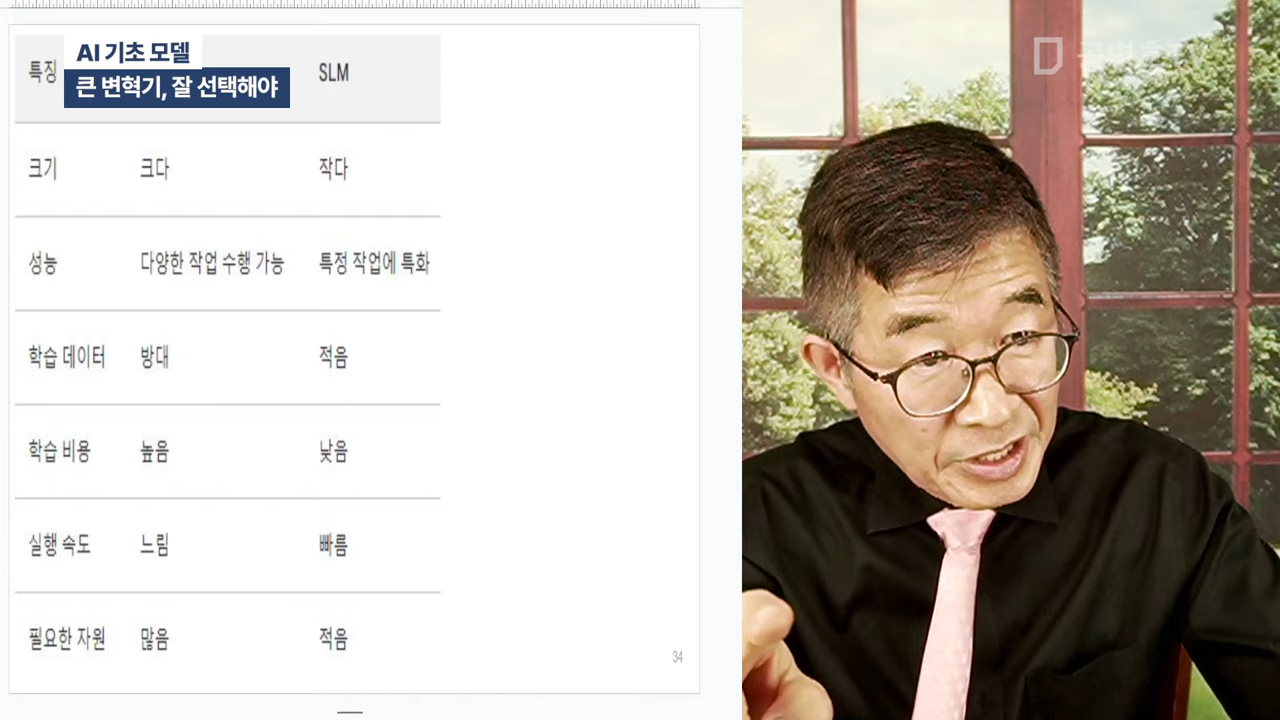 AI 기초 모델
큰 변혁기, 잘 선택해야
특징 SLM
크기 크다 작다
성능 다양한 작업 수행 가능 특정 작업에 특화
학습 데이터 방대 적음
학습 비용 높음 낮음
실행 속도 느림 빠름
필요한 자원 많음 적음
34